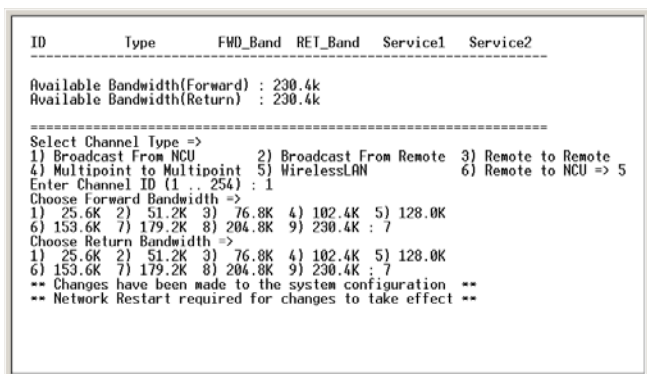 ID Type FWD_Band RET_Band Service1 Service2
------------------------------------------------------------------
Available Bandwidth(Forward) : 230.4k
Available Bandwidth(Return) : 230.4k
==================================================================
Select Channel Type =>
1) Broadcast From NCU 2) Broadcast From Remote 3) Remote to Remote
4) Multipoint to Multipoint 5) WirelessLAN 6) Remote to NCU => 5
Enter Channel ID (1 .. 254) : 1
Choose Forward Bandwidth =>
1) 25.6K 2) 51.2K 3) 76.8K 4) 102.4K 5) 128.0K
6) 153.6K 7) 179.2K 8) 204.8K 9) 230.4K : 7
Choose Return Bandwidth =>
1) 25.6K 2) 51.2K 3) 76.8K 4) 102.4K 5) 128.0K
6) 153.6K 7) 179.2K 8) 204.8K 9) 230.4K : 7
** Changes have been made to the system configuration **
** Network Restart required for changes to take effect **